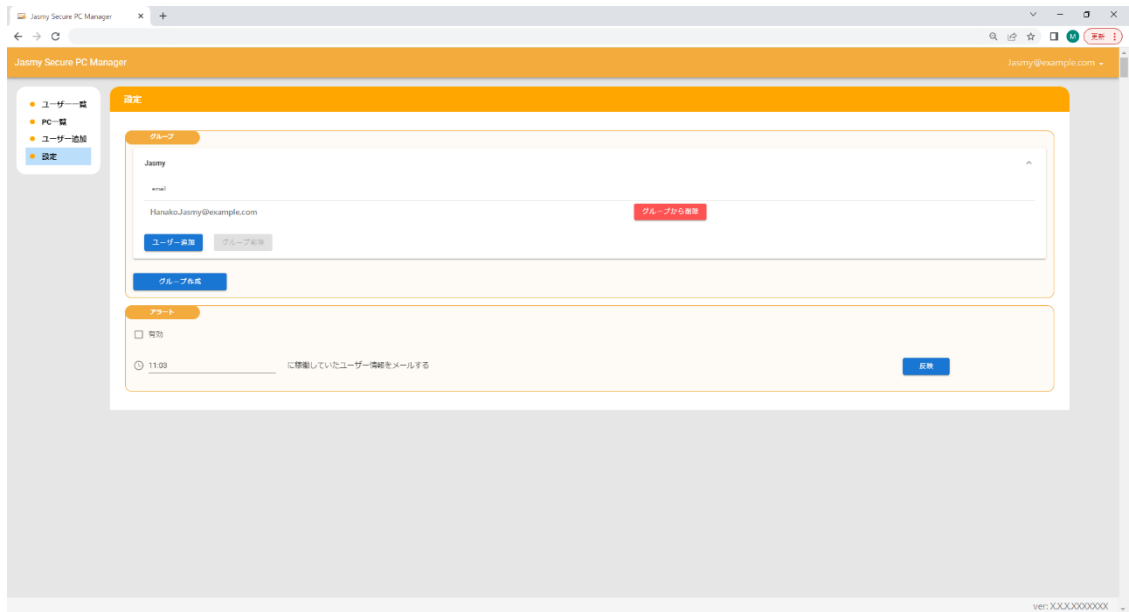 Jasmy Secure PC Manager
更新
Jasmy Secure PC Manager
Jasmy@example.com
ユーザー一覧
PC一覧
ユーザー追加
設定
設定
グループ
Jasmy
email
Hanako.Jasmy@example.com
グループから削除
ユーザー追加
グループ削除
グループ作成
アラート
有効
11:03
に稼働していたユーザー情報をメールする
反映
ver: X.X.XXXXXXXX